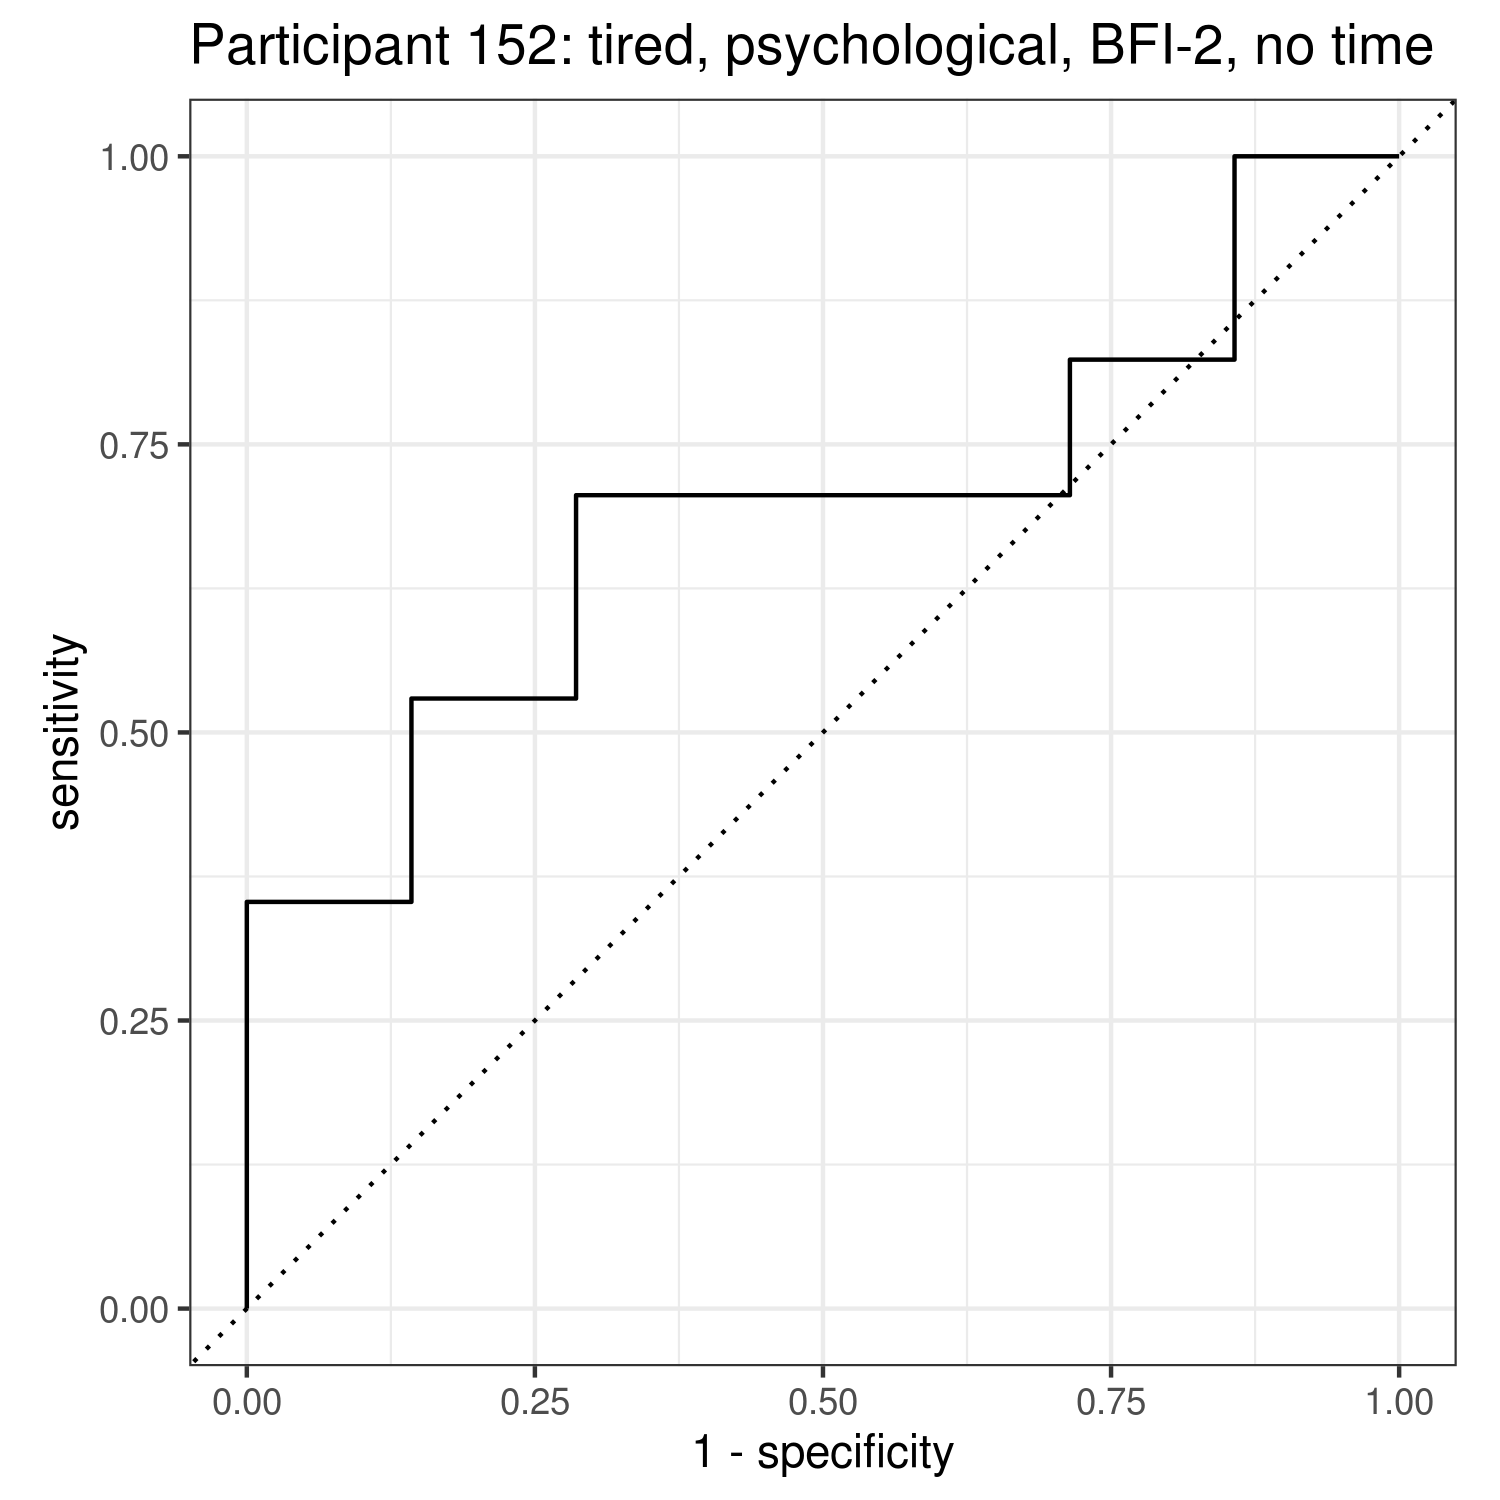 Participant 152: tired, psychological, BFI-2, no time
1.00
0.75
0.50
0.25
0.00
sensitivity
0.00 0.25 0.50 0.75 1.00
1 - specificity